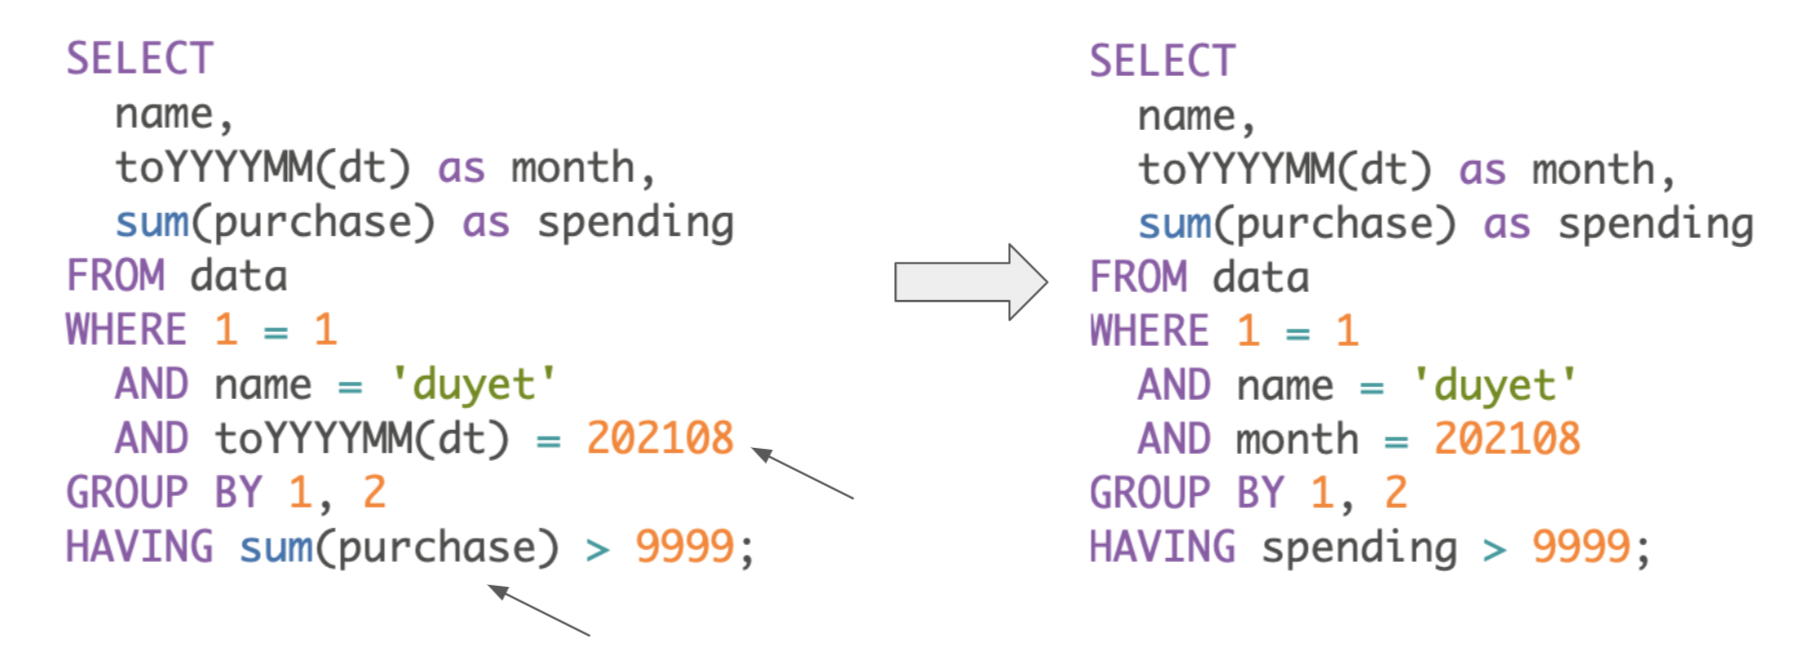 SELECT
  name,
  toYYYYMM(dt) as month,
  sum(purchase) as spending
FROM data
WHERE 1 = 1
  AND name = 'duyet'
  AND toYYYYMM(dt) = 202108
GROUP BY 1, 2
HAVING sum(purchase) > 9999;
SELECT
  name,
  toYYYYMM(dt) as month,
  sum(purchase) as spending
FROM data
WHERE 1 = 1
  AND name = 'duyet'
  AND month = 202108
GROUP BY 1, 2
HAVING spending > 9999;